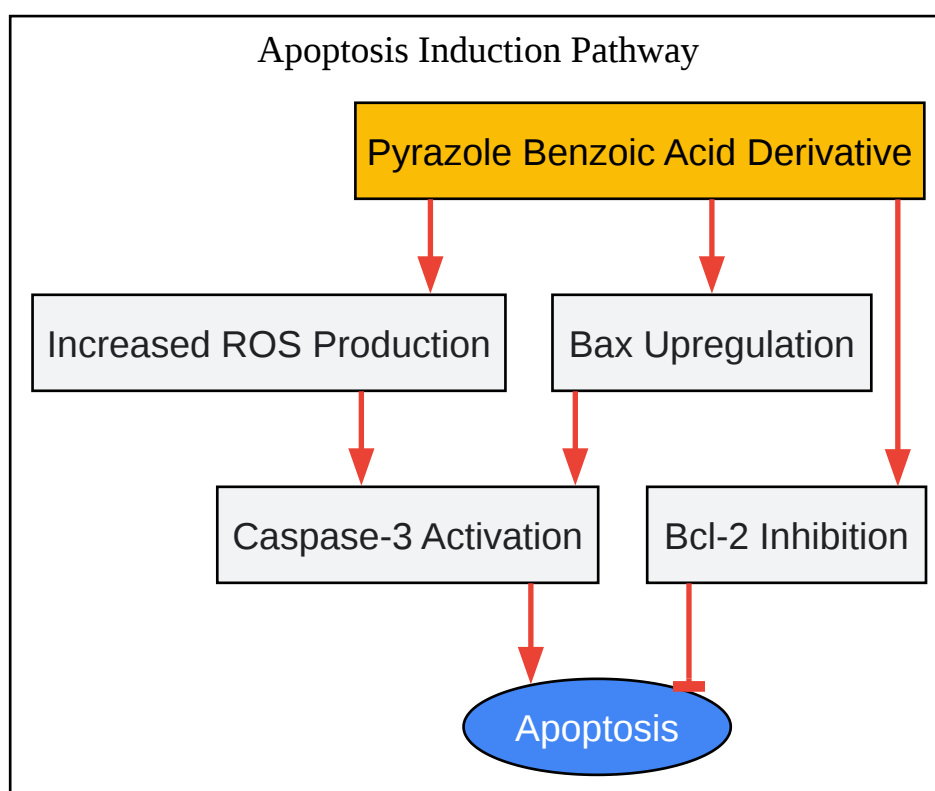 Apoptosis Induction Pathway
Pyrazole Benzoic Acid Derivative
Increased ROS Production
Bax Upregulation
Caspase-3 Activation
Bcl-2 Inhibition
Apoptosis